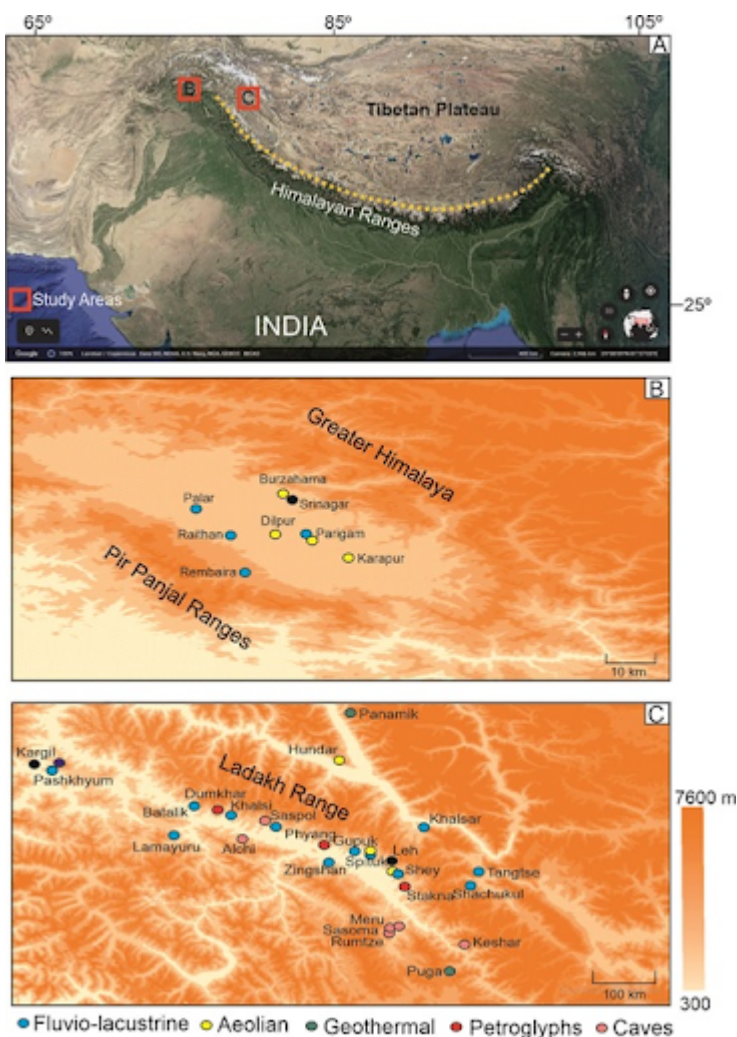 65º 85º 105º
A
B C
Tibetan Plateau
Himalayan Ranges
Study Areas
INDIA
25º
Google 100%
B
Greater Himalaya
Burzahama
Palar Srinagar
Dilpur
Raithan Parigam
Karapur
Rembaira
Pir Panjal Ranges
10 km
C
Panamik
Hundar
Kargil
Ladakh Range
Pashkhyum
Dumkhar
Khalsi Khalsar
Batalik Saspol
Phyang
Gupuk
Lamayuru Alchi Leh
Spituk
Zingshan Shey Tangtse
Stakna Shachukul
Meru
Sasoma
Rumtze Keshar
Puga
100 km
7600 m
300
Fluvio-lacustrine Aeolian Geothermal Petroglyphs Caves